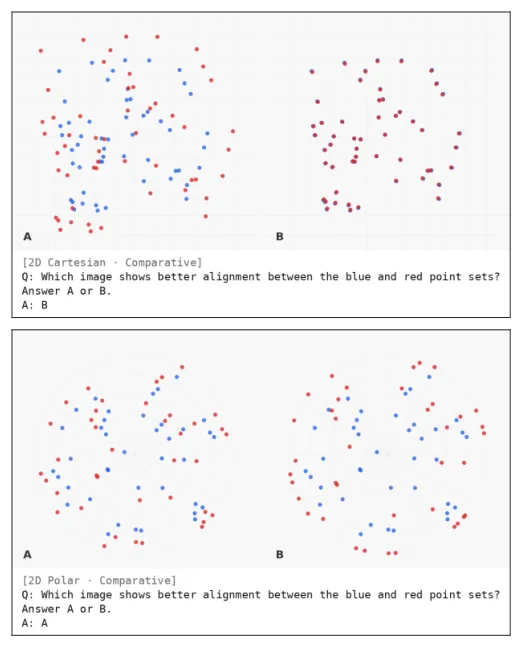 A B
[2D Cartesian · Comparative]
Q: Which image shows better alignment between the blue and red point sets?
Answer A or B.
A: B
A B
[2D Polar · Comparative]
Q: Which image shows better alignment between the blue and red point sets?
Answer A or B.
A: A